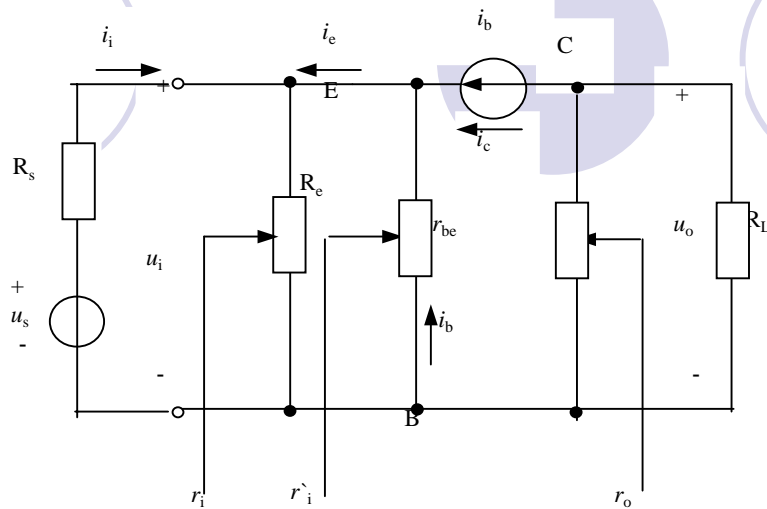 i_b
i_i i_e C
+ E +
i_c
R_s R_e r_be u_o R_L
u_i
+
u_s i_b
-
- -
B
r_i r`_i r_o